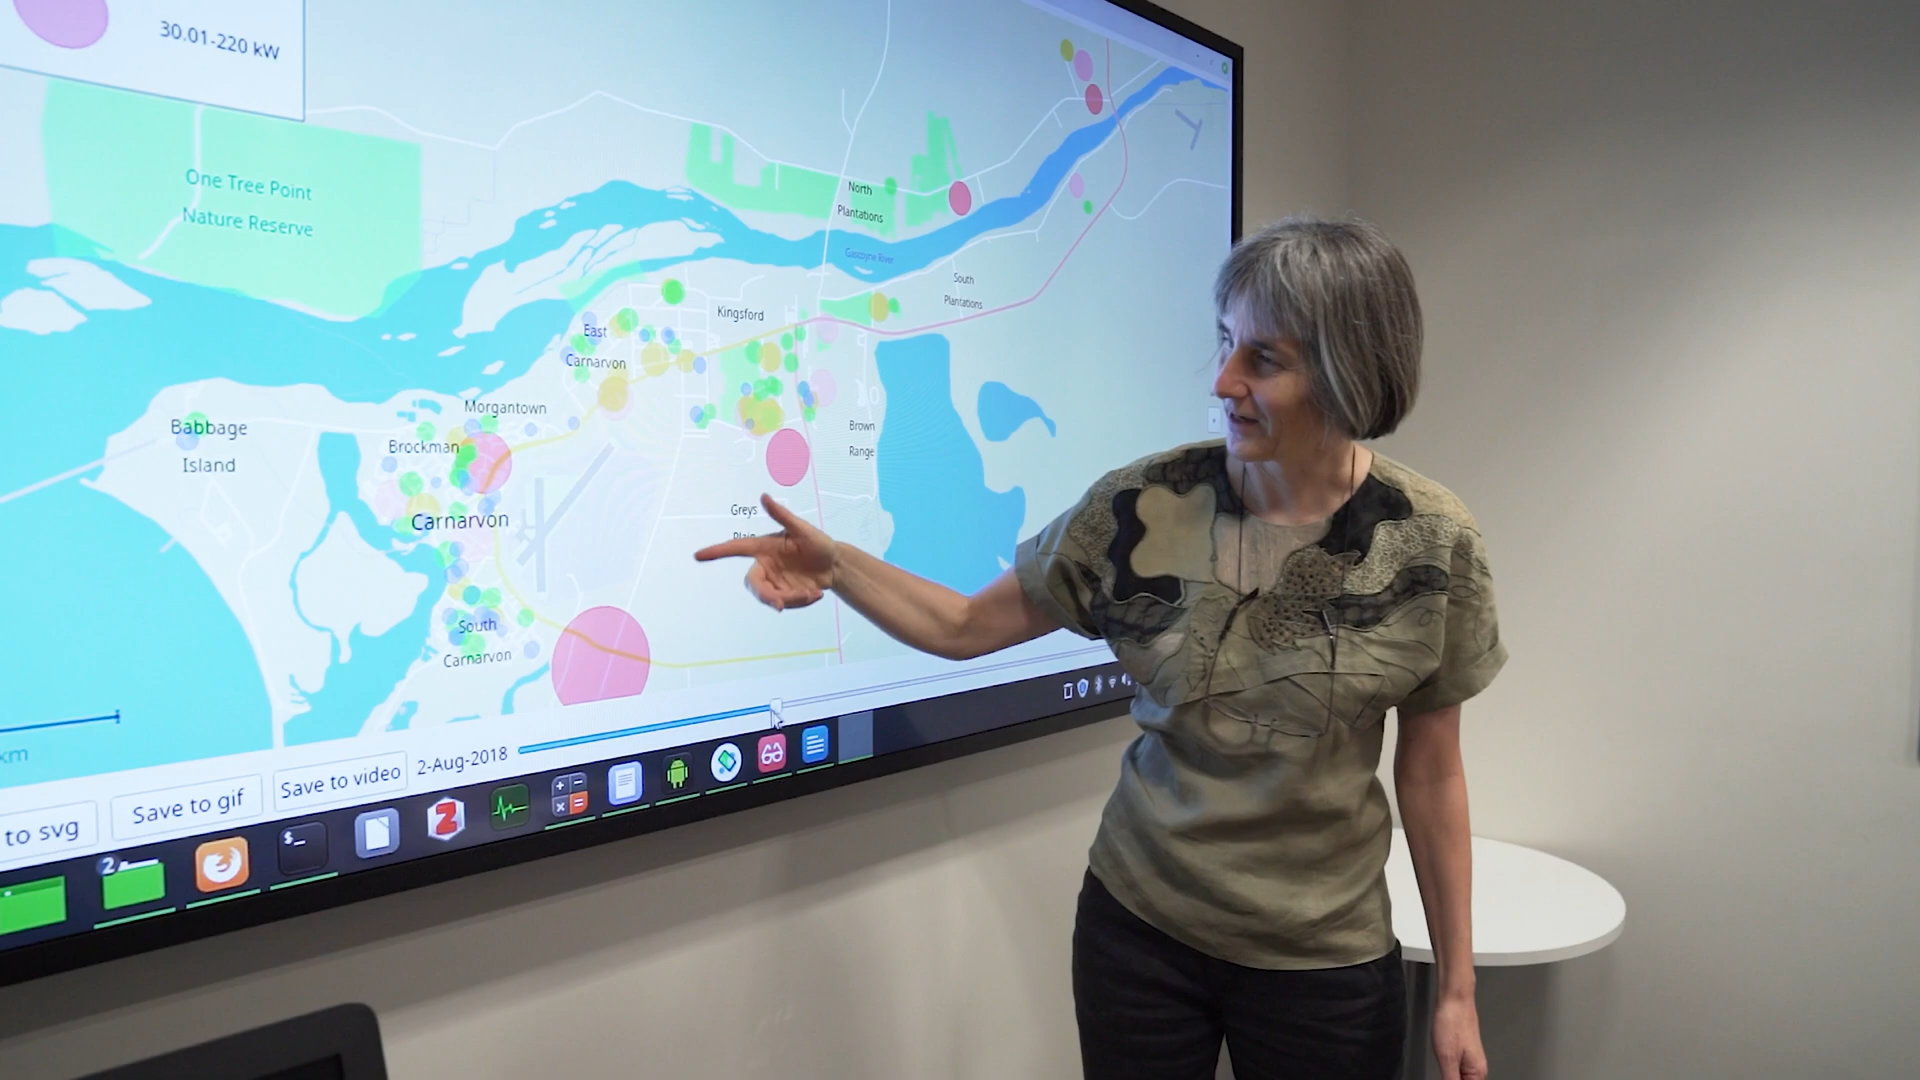 30.01-220 kW
One Tree Point
Nature Reserve
North
Plantations
Gascoyne River
South
Plantations
Kingsford
East
Carnarvon
Morgantown
Babbage
Island
Brockman
Brown
Range
Carnarvon
Greys
Plain
South
Carnarvon
km
to svg
Save to gif
Save to video
2-Aug-2018
2
$_
Z